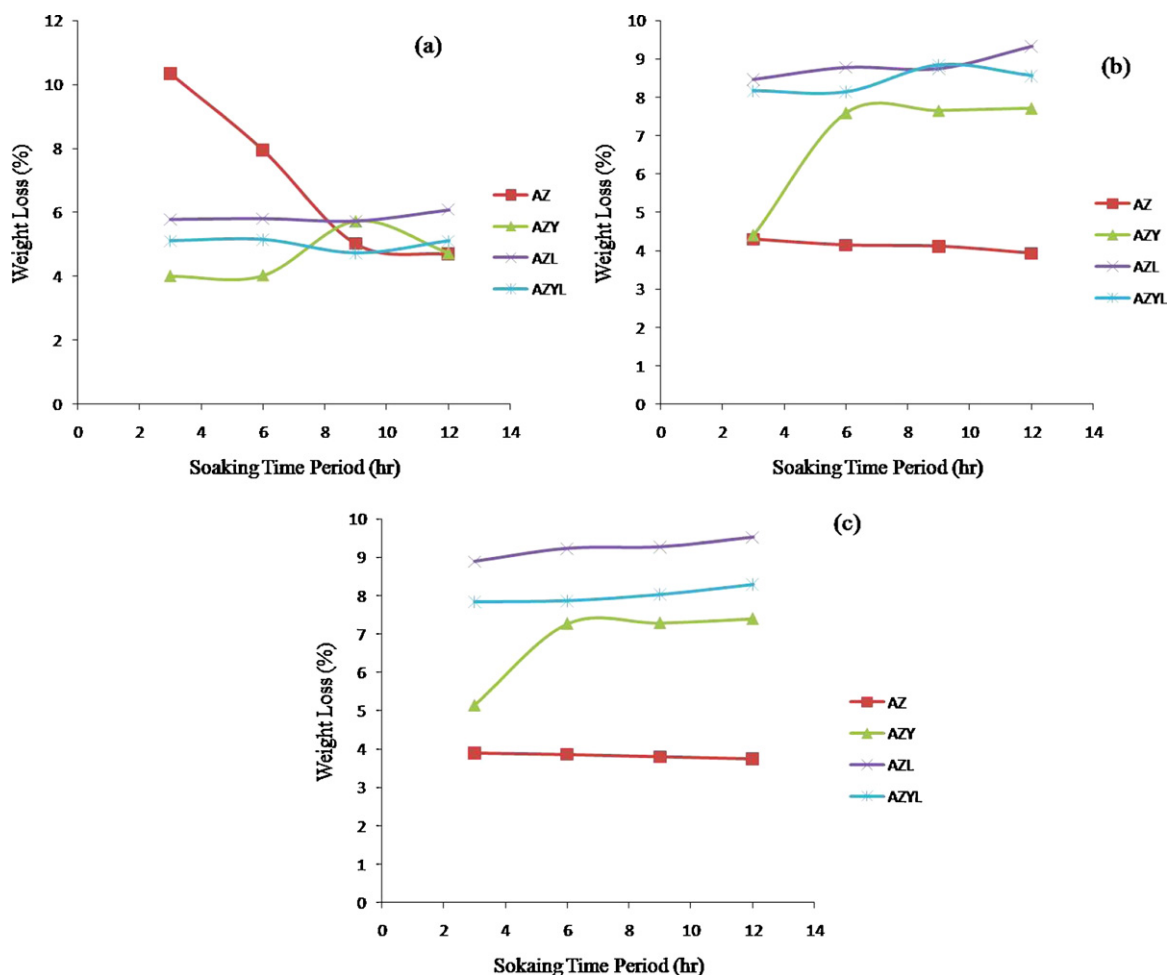 (a)
12
10
8
6
4
2
0
Weight Loss (%)
0 2 4 6 8 10 12 14
Soaking Time Period (hr)
AZ
AZY
AZL
AZYL
(b)
10
9
8
7
6
5
4
3
2
1
0
Weight Loss (%)
0 2 4 6 8 10 12 14
Soaking Time Period (hr)
AZ
AZY
AZL
AZYL
(c)
10
9
8
7
6
5
4
3
2
1
0
Weight Loss (%)
0 2 4 6 8 10 12 14
Sokaing Time Period (hr)
AZ
AZY
AZL
AZYL